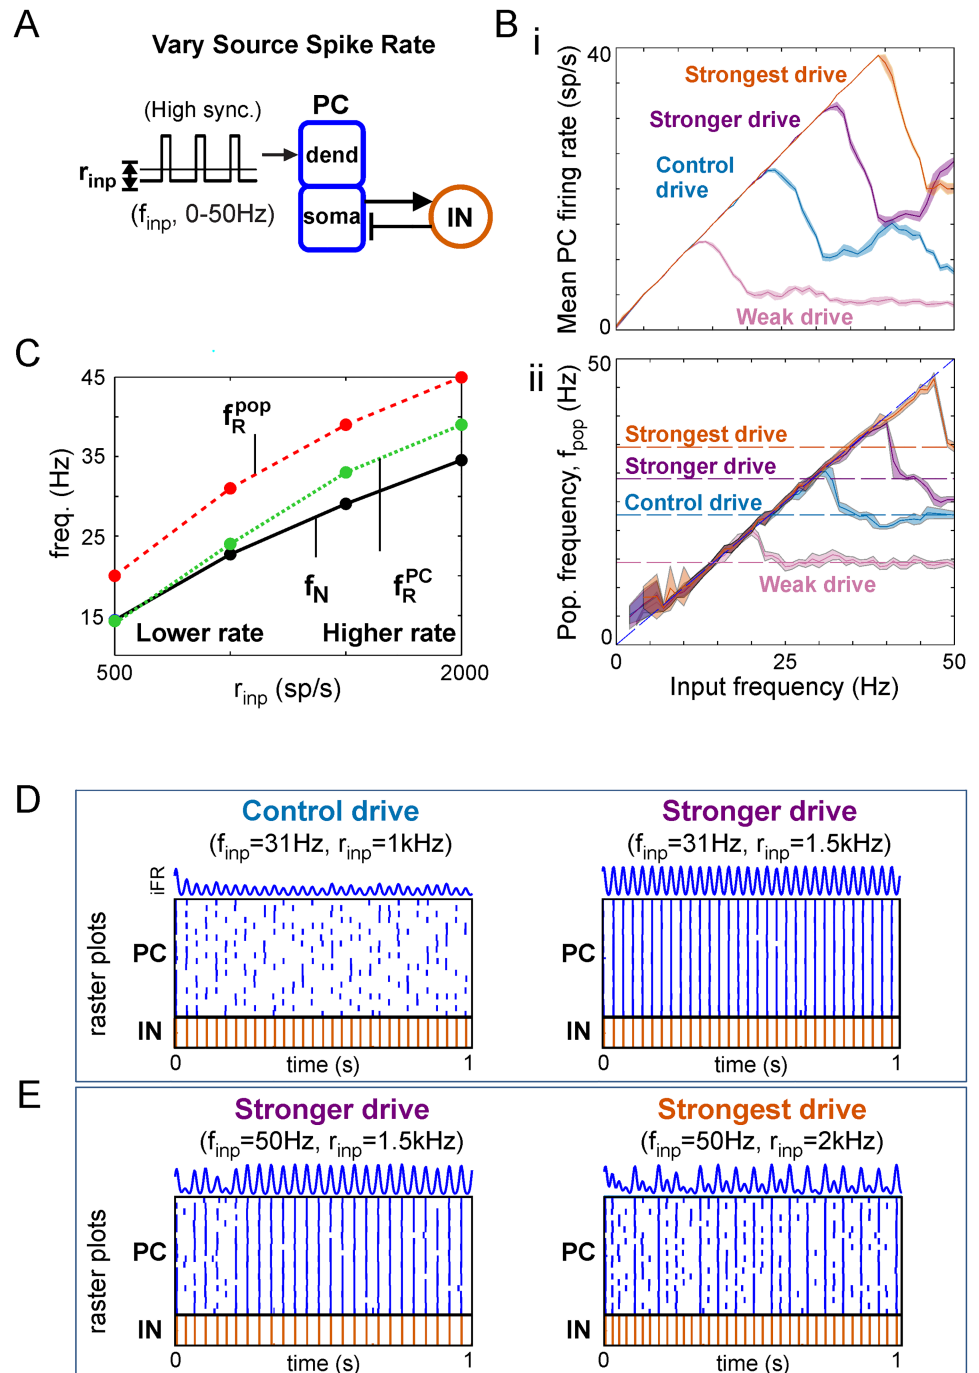 A
Vary Source Spike Rate
(High sync.)
PC
dend
r_inp
soma
IN
(f_inp, 0-50Hz)
B
i
40
Strongest drive
Stronger drive
Control
drive
Weak drive
0
Mean PC firing rate (sp/s)
ii
50
Strongest drive
Stronger drive
Control drive
Weak drive
0
Pop. frequency, f_pop (Hz)
0
25
50
Input frequency (Hz)
C
45
35
25
15
freq. (Hz)
f_R^pop
f_N
f_R^PC
Lower rate
Higher rate
500
2000
r_inp (sp/s)
D
Control drive
(f_inp=31Hz, r_inp=1kHz)
iFR
raster plots
PC
IN
0
time (s)
1
Stronger drive
(f_inp=31Hz, r_inp=1.5kHz)
PC
IN
0
time (s)
1
E
Stronger drive
(f_inp=50Hz, r_inp=1.5kHz)
raster plots
PC
IN
0
time (s)
1
Strongest drive
(f_inp=50Hz, r_inp=2kHz)
PC
IN
0
time (s)
1